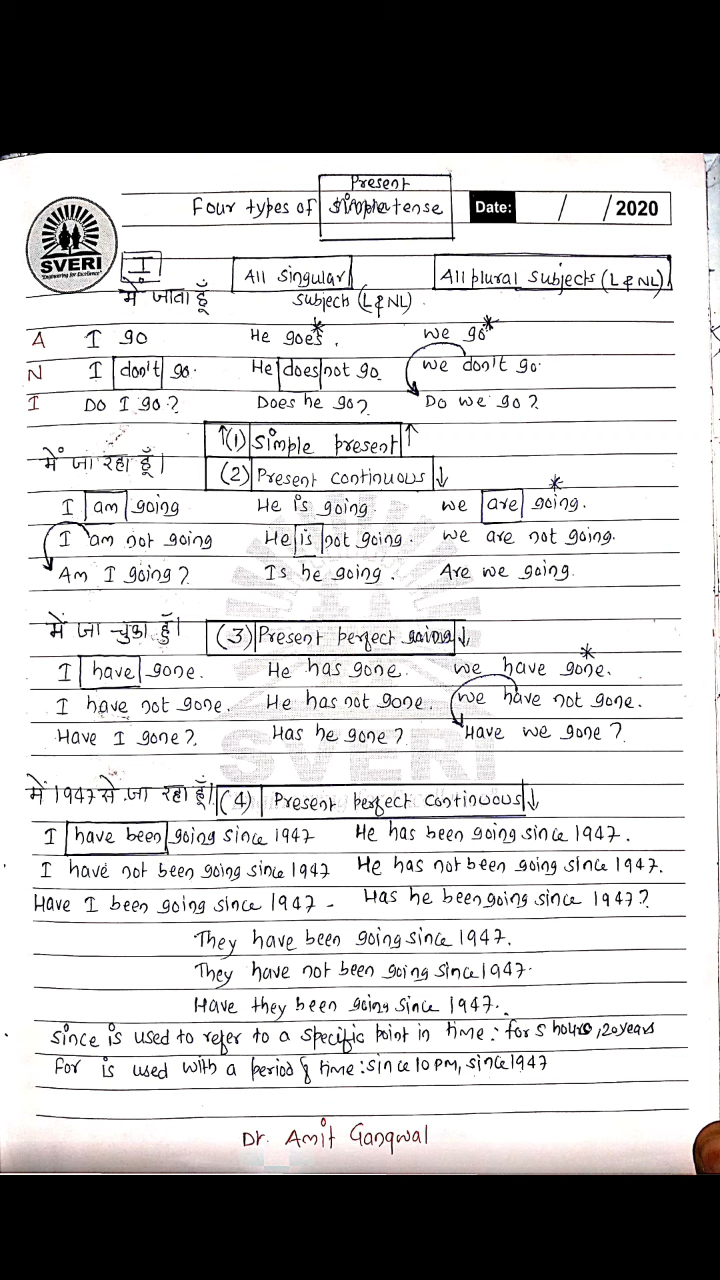 Present
Four types of tense
Date: / / 2020
SVERI
"Engineering for Excellence"
I All singular All plural subjects (L & NL)
में जाता हूँ subjects (L & NL)
A I go He goes. We go
N I don't go. He does not go We don't go.
I Do I go? Does he go? Do we go?
(1) Simple present
में जा रहा हूँ। (2) Present continuous
I am going He is going. We are going.
I am not going He is not going. We are not going.
Am I going? Is he going. Are we going.
में जा चुका हुँ। (3) Present perfect
I have gone. He has gone. We have gone.
I have not gone. He has not gone. We have not gone.
Have I gone? Has he gone? Have we gone?
SVERI
में 1947 से जा रहा हूँ। (4) Present perfect continuous
I have been going since 1947 He has been going since 1947.
I have not been going since 1947 He has not been going since 1947.
Have I been going since 1947 - Has he been going since 1947?
They have been going since 1947.
They have not been going since 1947.
Have they been going since 1947.
since is used to refer to a specific point in time: for 5 hours, 20 years
For is used with a period of time: since 10 PM, since 1947
Dr. Amit Gangwal